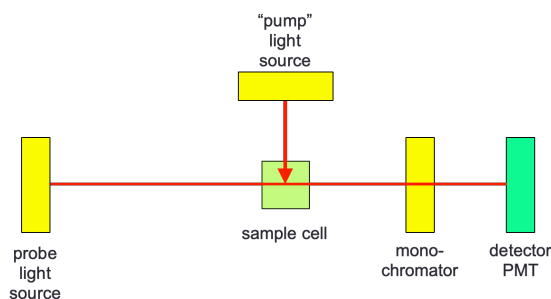 “pump”
light
source
sample cell
probe
light
source
mono-
chromator
detector
PMT